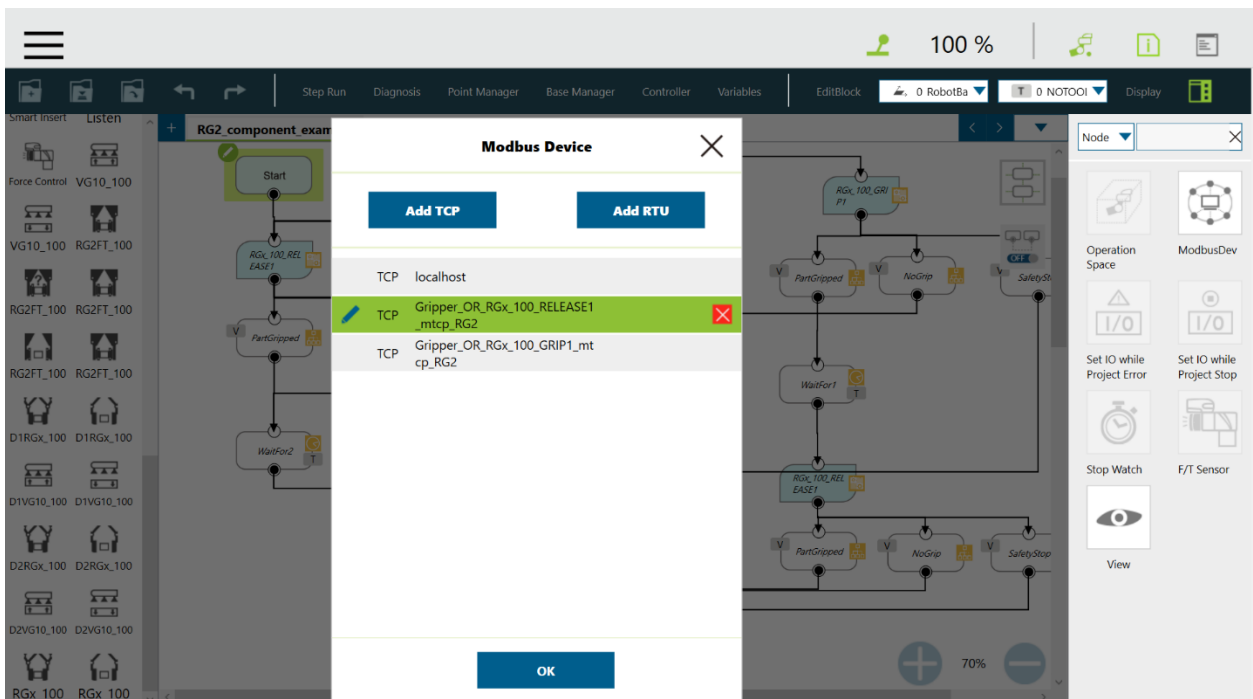 100 %
Step Run Diagnosis Point Manager Base Manager Controller Variables EditBlock 0 RobotBa T 0 NOTOOl Display
Smart Insert Listen
Force Control VG10_100
VG10_100 RG2FT_100
RG2FT_100 RG2FT_100
RG2FT_100 RG2FT_100
D1RGx_100 D1RGx_100
D1VG10_100 D1VG10_100
D2RGx_100 D2RGx_100
D2VG10_100 D2VG10_100
RGx_100 RGx_100
+ RG2_component_exam
Start
RGx_100_REL
EASE1
V PartGripped
WaitFor2
T
Modbus Device
Add TCP Add RTU
TCP localhost
TCP Gripper_OR_RGx_100_RELEASE1
_mtcp_RG2
TCP Gripper_OR_RGx_100_GRIP1_mt
cp_RG2
OK
RGx_100_GRI
P1
OFF
V PartGripped V NoGrip V SafetySt
WaitFor1
T
RGx_100_REL
EASE1
V PartGripped V NoGrip V SafetyStop
70%
Node
Operation
Space
ModbusDev
I/O I/O
Set IO while
Project Error
Set IO while
Project Stop
Stop Watch F/T Sensor
View